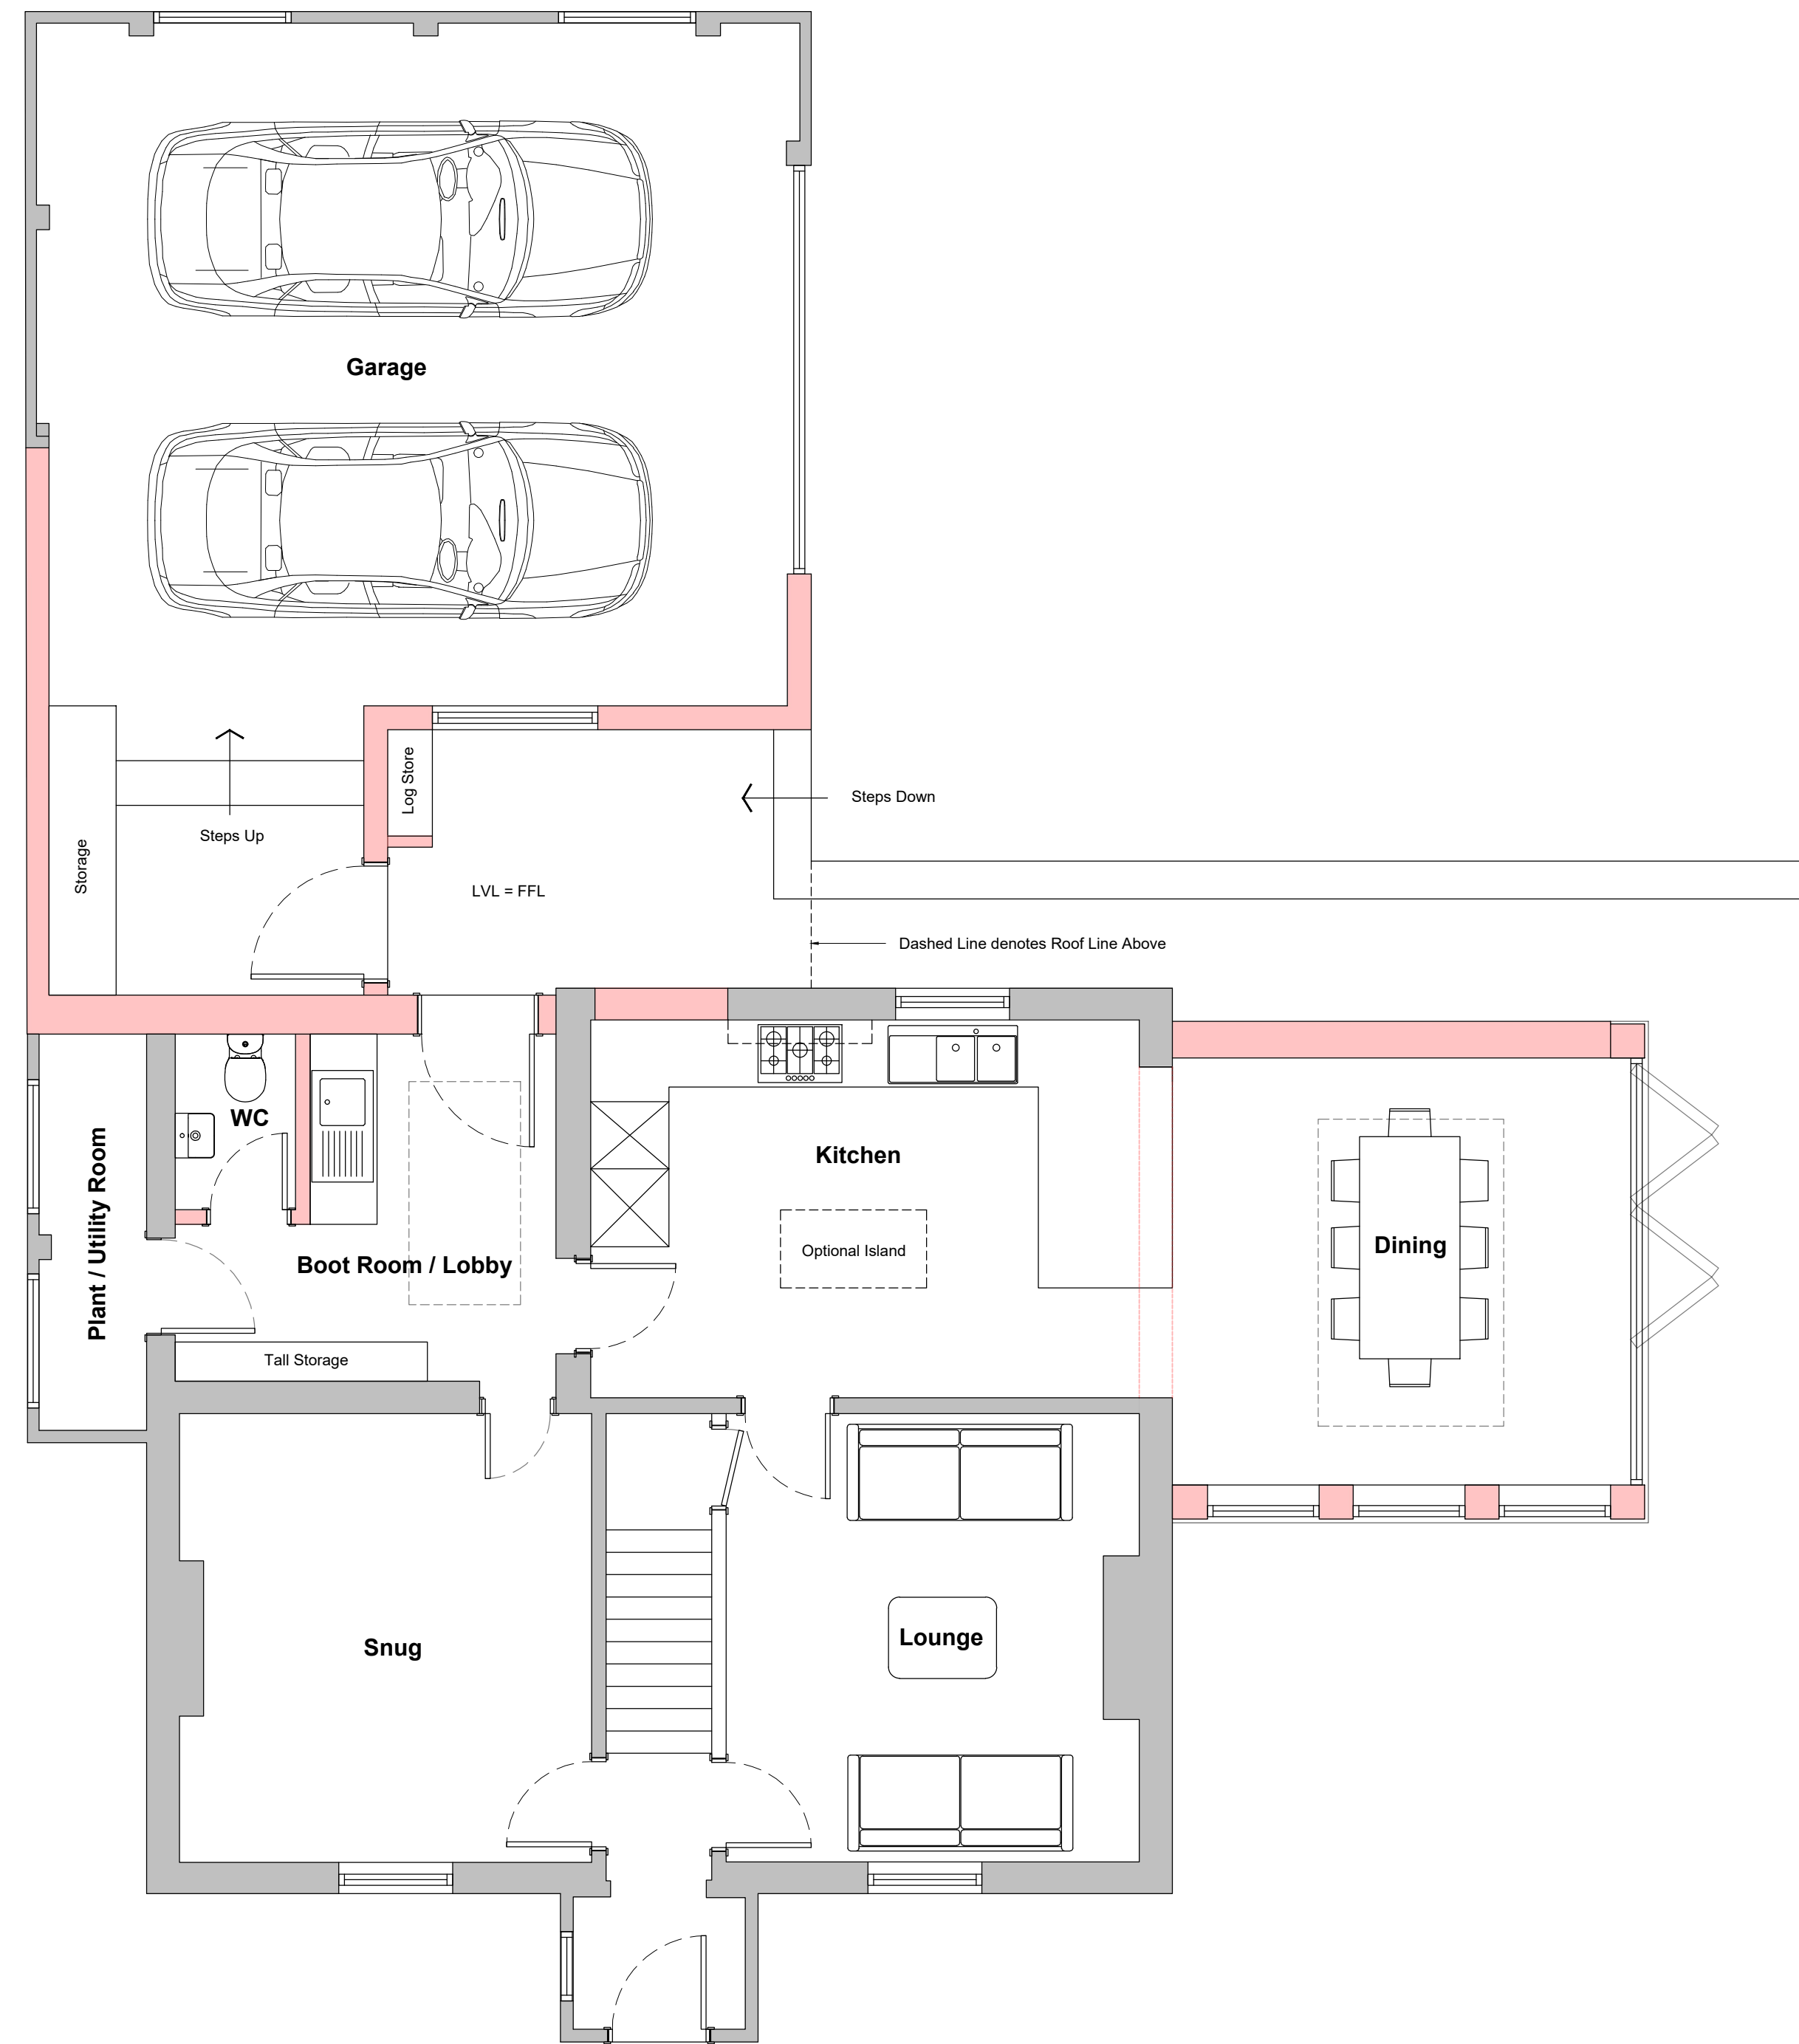 Garage
Log Store
Steps Down
Steps Up
Storage
LVL = FFL
Dashed Line denotes Roof Line Above
WC
Kitchen
Plant / Utility Room
Optional Island
Dining
Boot Room / Lobby
Tall Storage
Snug
Lounge